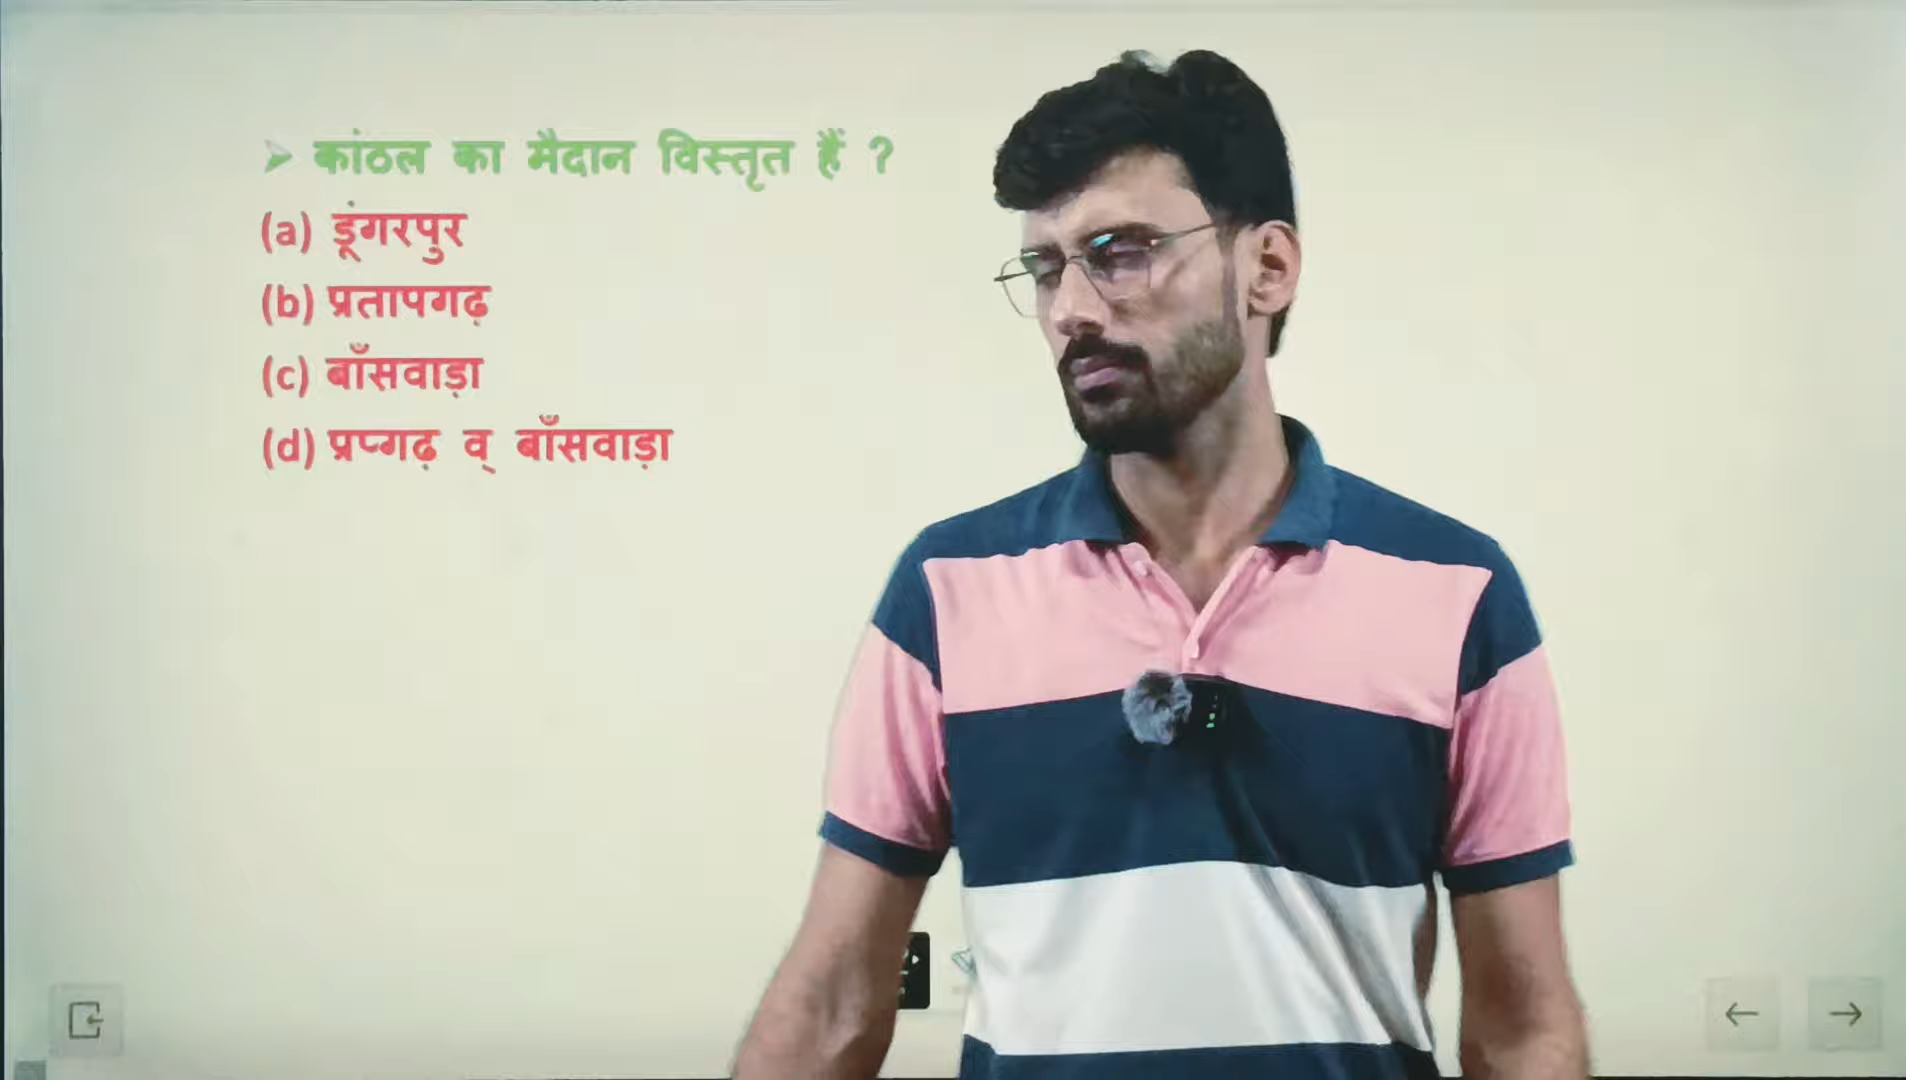 ➢ कांठल का मैदान विस्तृत हैं ?
(a) डूंगरपुर
(b) प्रतापगढ़
(c) बाँसवाड़ा
(d) प्रप्गढ़ व् बाँसवाड़ा